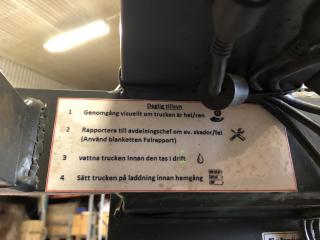 Daglig tillsyn
1 Genomgång visuellt om trucken är hel/ren
2 Rapportera till avdelningschef om ev. skador/fel
(Använd blanketten Felrapport)
3 vattna trucken innan den tas i drift
4 Sätt trucken på laddning innan hemgång